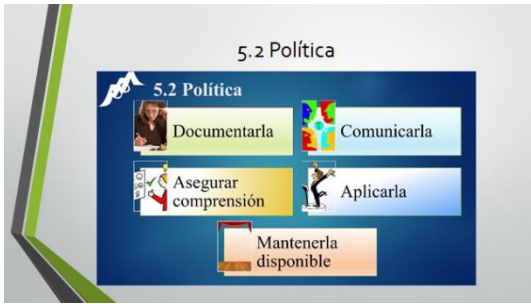 5.2 Política
5.2 Política
Documentarla
Comunicarla
Asegurar
comprensión
Aplicarla
Mantenerla
disponible